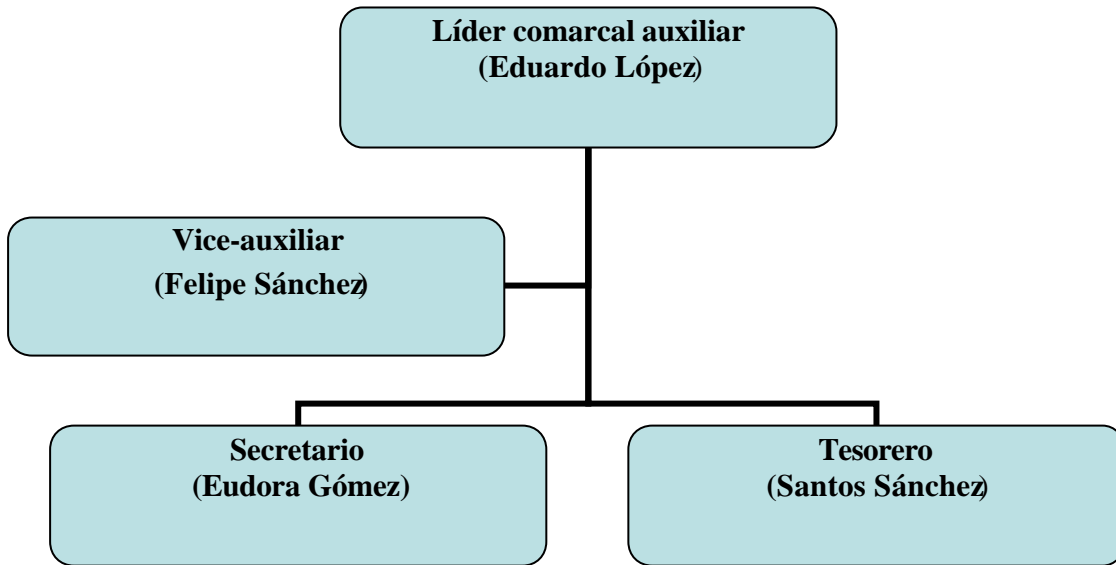 Líder comarcal auxiliar
(Eduardo López)
Vice-auxiliar
(Felipe Sánchez)
Secretario
(Eudora Gómez)
Tesorero
(Santos Sánchez)